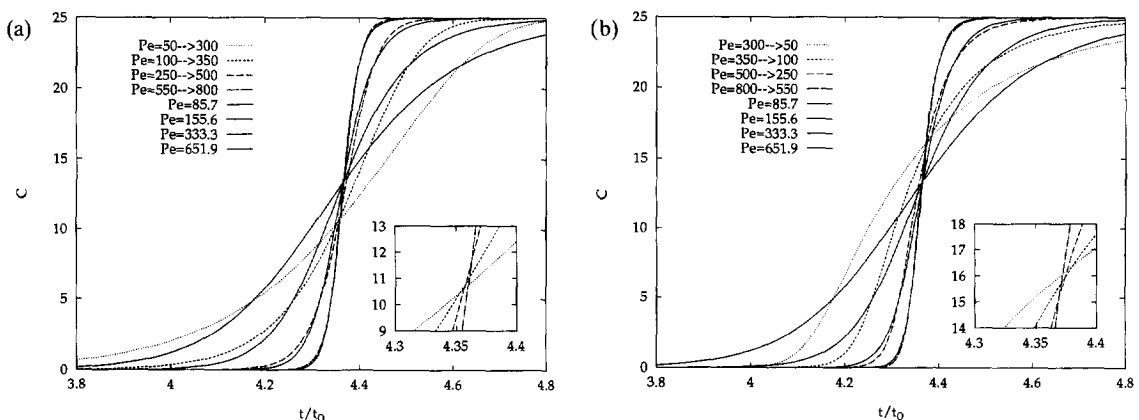 (a)
25
20
15
10
5
0
C
Pe=50-->300
Pe=100-->350
Pe=250-->500
Pe=550-->800
Pe=85.7
Pe=155.6
Pe=333.3
Pe=651.9
13
12
11
10
9
4.3
4.35
4.4
3.8
4
4.2
4.4
4.6
4.8
t/t0
(b)
25
20
15
10
5
0
C
Pe=300-->50
Pe=350-->100
Pe=500-->250
Pe=800-->550
Pe=85.7
Pe=155.6
Pe=333.3
Pe=651.9
18
17
16
15
14
4.3
4.35
4.4
3.8
4
4.2
4.4
4.6
4.8
t/t0